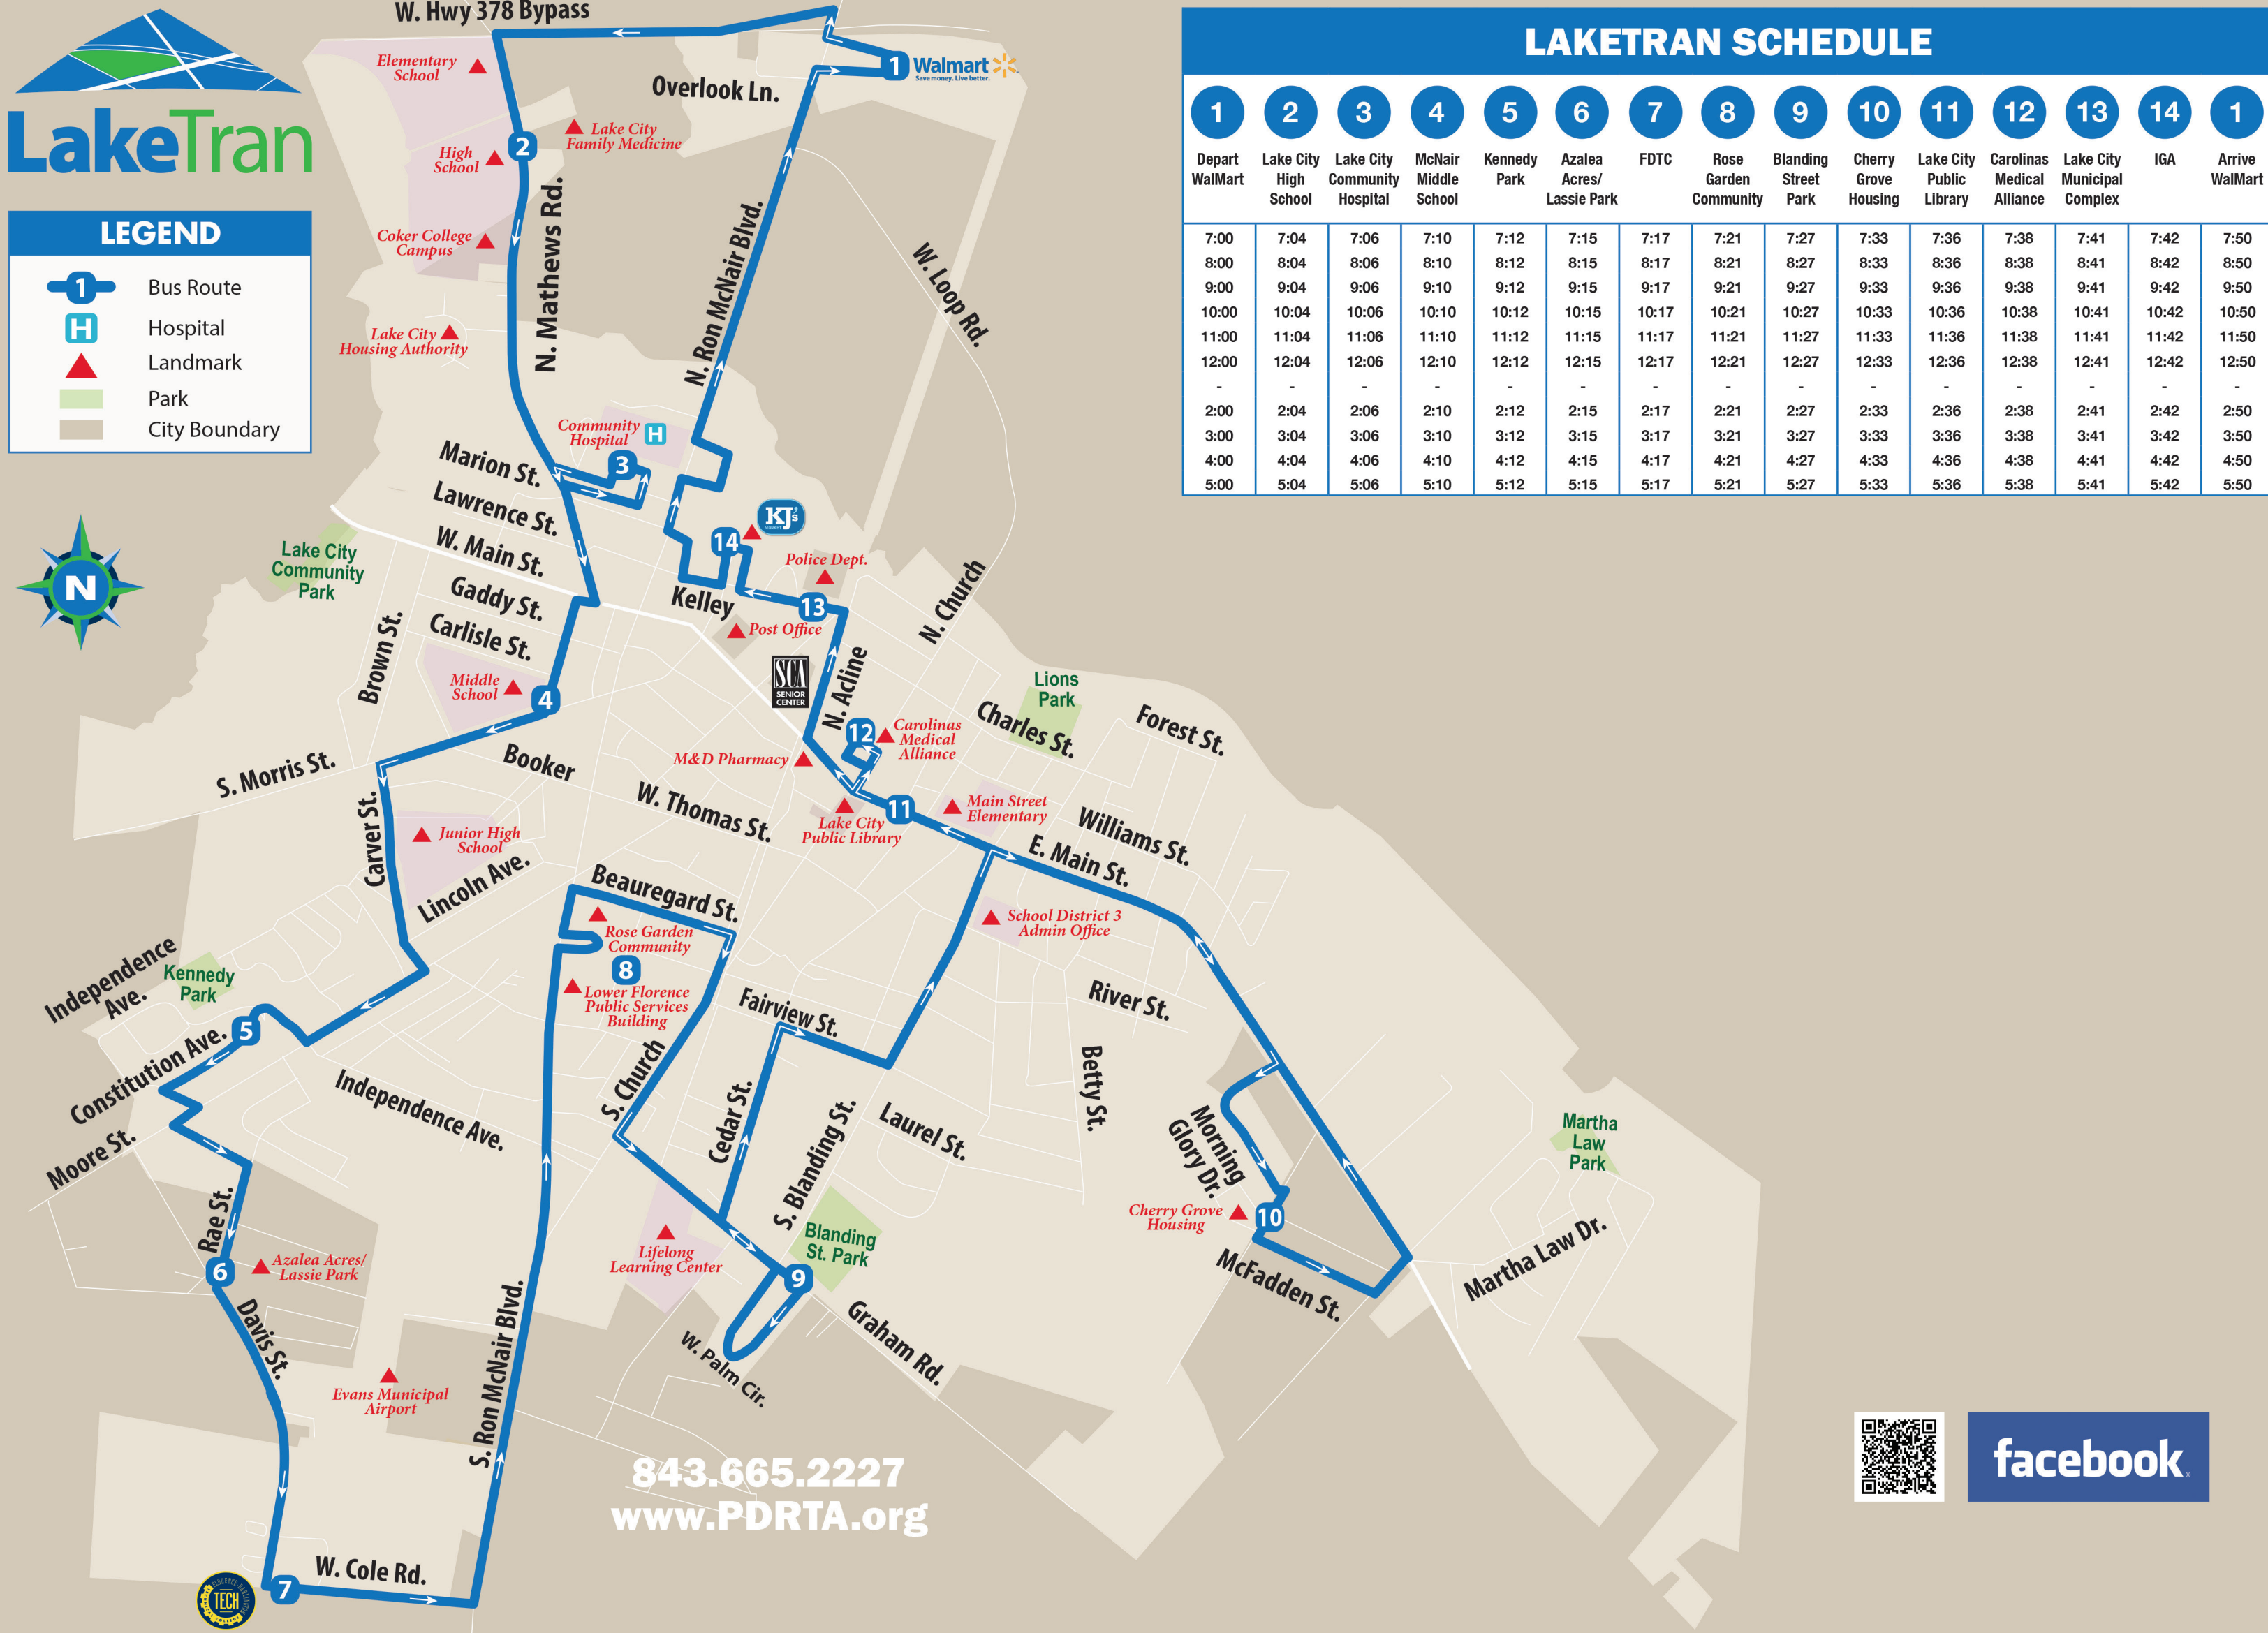 W. Hwy 378 Bypass
LakeTran
LEGEND
1 Bus Route
H Hospital
Landmark
Park
City Boundary
N
Elementary
School
High
School
Lake City
Family Medicine
2
Coker College
Campus
Lake City
Housing Authority
N. Mathews Rd.
Overlook Ln.
1 Walmart
Save money. Live better.
N. Ron McNair Blvd.
W. Loop Rd.
Community
Hospital
H
3
Marion St.
Lawrence St.
W. Main St.
Gaddy St.
Carlisle St.
Lake City
Community
Park
Brown St.
Middle
School
4
KJ's
14
Police Dept.
Kelley
13
Post Office
SCA
SENIOR
CENTER
N. Acline
N. Church
12
Carolinas
Medical
Alliance
Lions
Park
Charles St.
Forest St.
M&D Pharmacy
S. Morris St.
Booker
W. Thomas St.
11
Lake City
Public Library
Main Street
Elementary
Williams St.
E. Main St.
Carver St.
Junior High
School
Lincoln Ave.
Beauregard St.
Rose Garden
Community
8
Lower Florence
Public Services
Building
School District 3
Admin Office
Independence
Ave.
Kennedy
Park
5
Constitution Ave.
Moore St.
Independence Ave.
Fairview St.
River St.
S. Church
Cedar St.
S. Blanding St.
Laurel St.
Betty St.
Morning
Glory Dr.
Cherry Grove
Housing
10
McFadden St.
Martha
Law
Park
Martha Law Dr.
Rae St.
6
Azalea Acres/
Lassie Park
Davis St.
Lifelong
Learning Center
Blanding
St. Park
9
Graham Rd.
W. Palm Cir.
Evans Municipal
Airport
S. Ron McNair Blvd.
W. Cole Rd.
7
TECH
843.665.2227
www.PDRTA.org
facebook
LAKETRAN SCHEDULE
1 2 3 4 5 6 7 8 9 10 11 12 13 14 1
Depart Lake City Lake City McNair Kennedy Azalea FDTC Rose Blanding Cherry Lake City Carolinas Lake City IGA Arrive
WalMart High Community Middle Park Acres/ Garden Street Grove Public Medical Municipal WalMart
School Hospital School Lassie Park Community Park Housing Library Alliance Complex
7:00 7:04 7:06 7:10 7:12 7:15 7:17 7:21 7:27 7:33 7:36 7:38 7:41 7:42 7:50
8:00 8:04 8:06 8:10 8:12 8:15 8:17 8:21 8:27 8:33 8:36 8:38 8:41 8:42 8:50
9:00 9:04 9:06 9:10 9:12 9:15 9:17 9:21 9:27 9:33 9:36 9:38 9:41 9:42 9:50
10:00 10:04 10:06 10:10 10:12 10:15 10:17 10:21 10:27 10:33 10:36 10:38 10:41 10:42 10:50
11:00 11:04 11:06 11:10 11:12 11:15 11:17 11:21 11:27 11:33 11:36 11:38 11:41 11:42 11:50
12:00 12:04 12:06 12:10 12:12 12:15 12:17 12:21 12:27 12:33 12:36 12:38 12:41 12:42 12:50
- - - - - - - - - - - - - - -
2:00 2:04 2:06 2:10 2:12 2:15 2:17 2:21 2:27 2:33 2:36 2:38 2:41 2:42 2:50
3:00 3:04 3:06 3:10 3:12 3:15 3:17 3:21 3:27 3:33 3:36 3:38 3:41 3:42 3:50
4:00 4:04 4:06 4:10 4:12 4:15 4:17 4:21 4:27 4:33 4:36 4:38 4:41 4:42 4:50
5:00 5:04 5:06 5:10 5:12 5:15 5:17 5:21 5:27 5:33 5:36 5:38 5:41 5:42 5:50